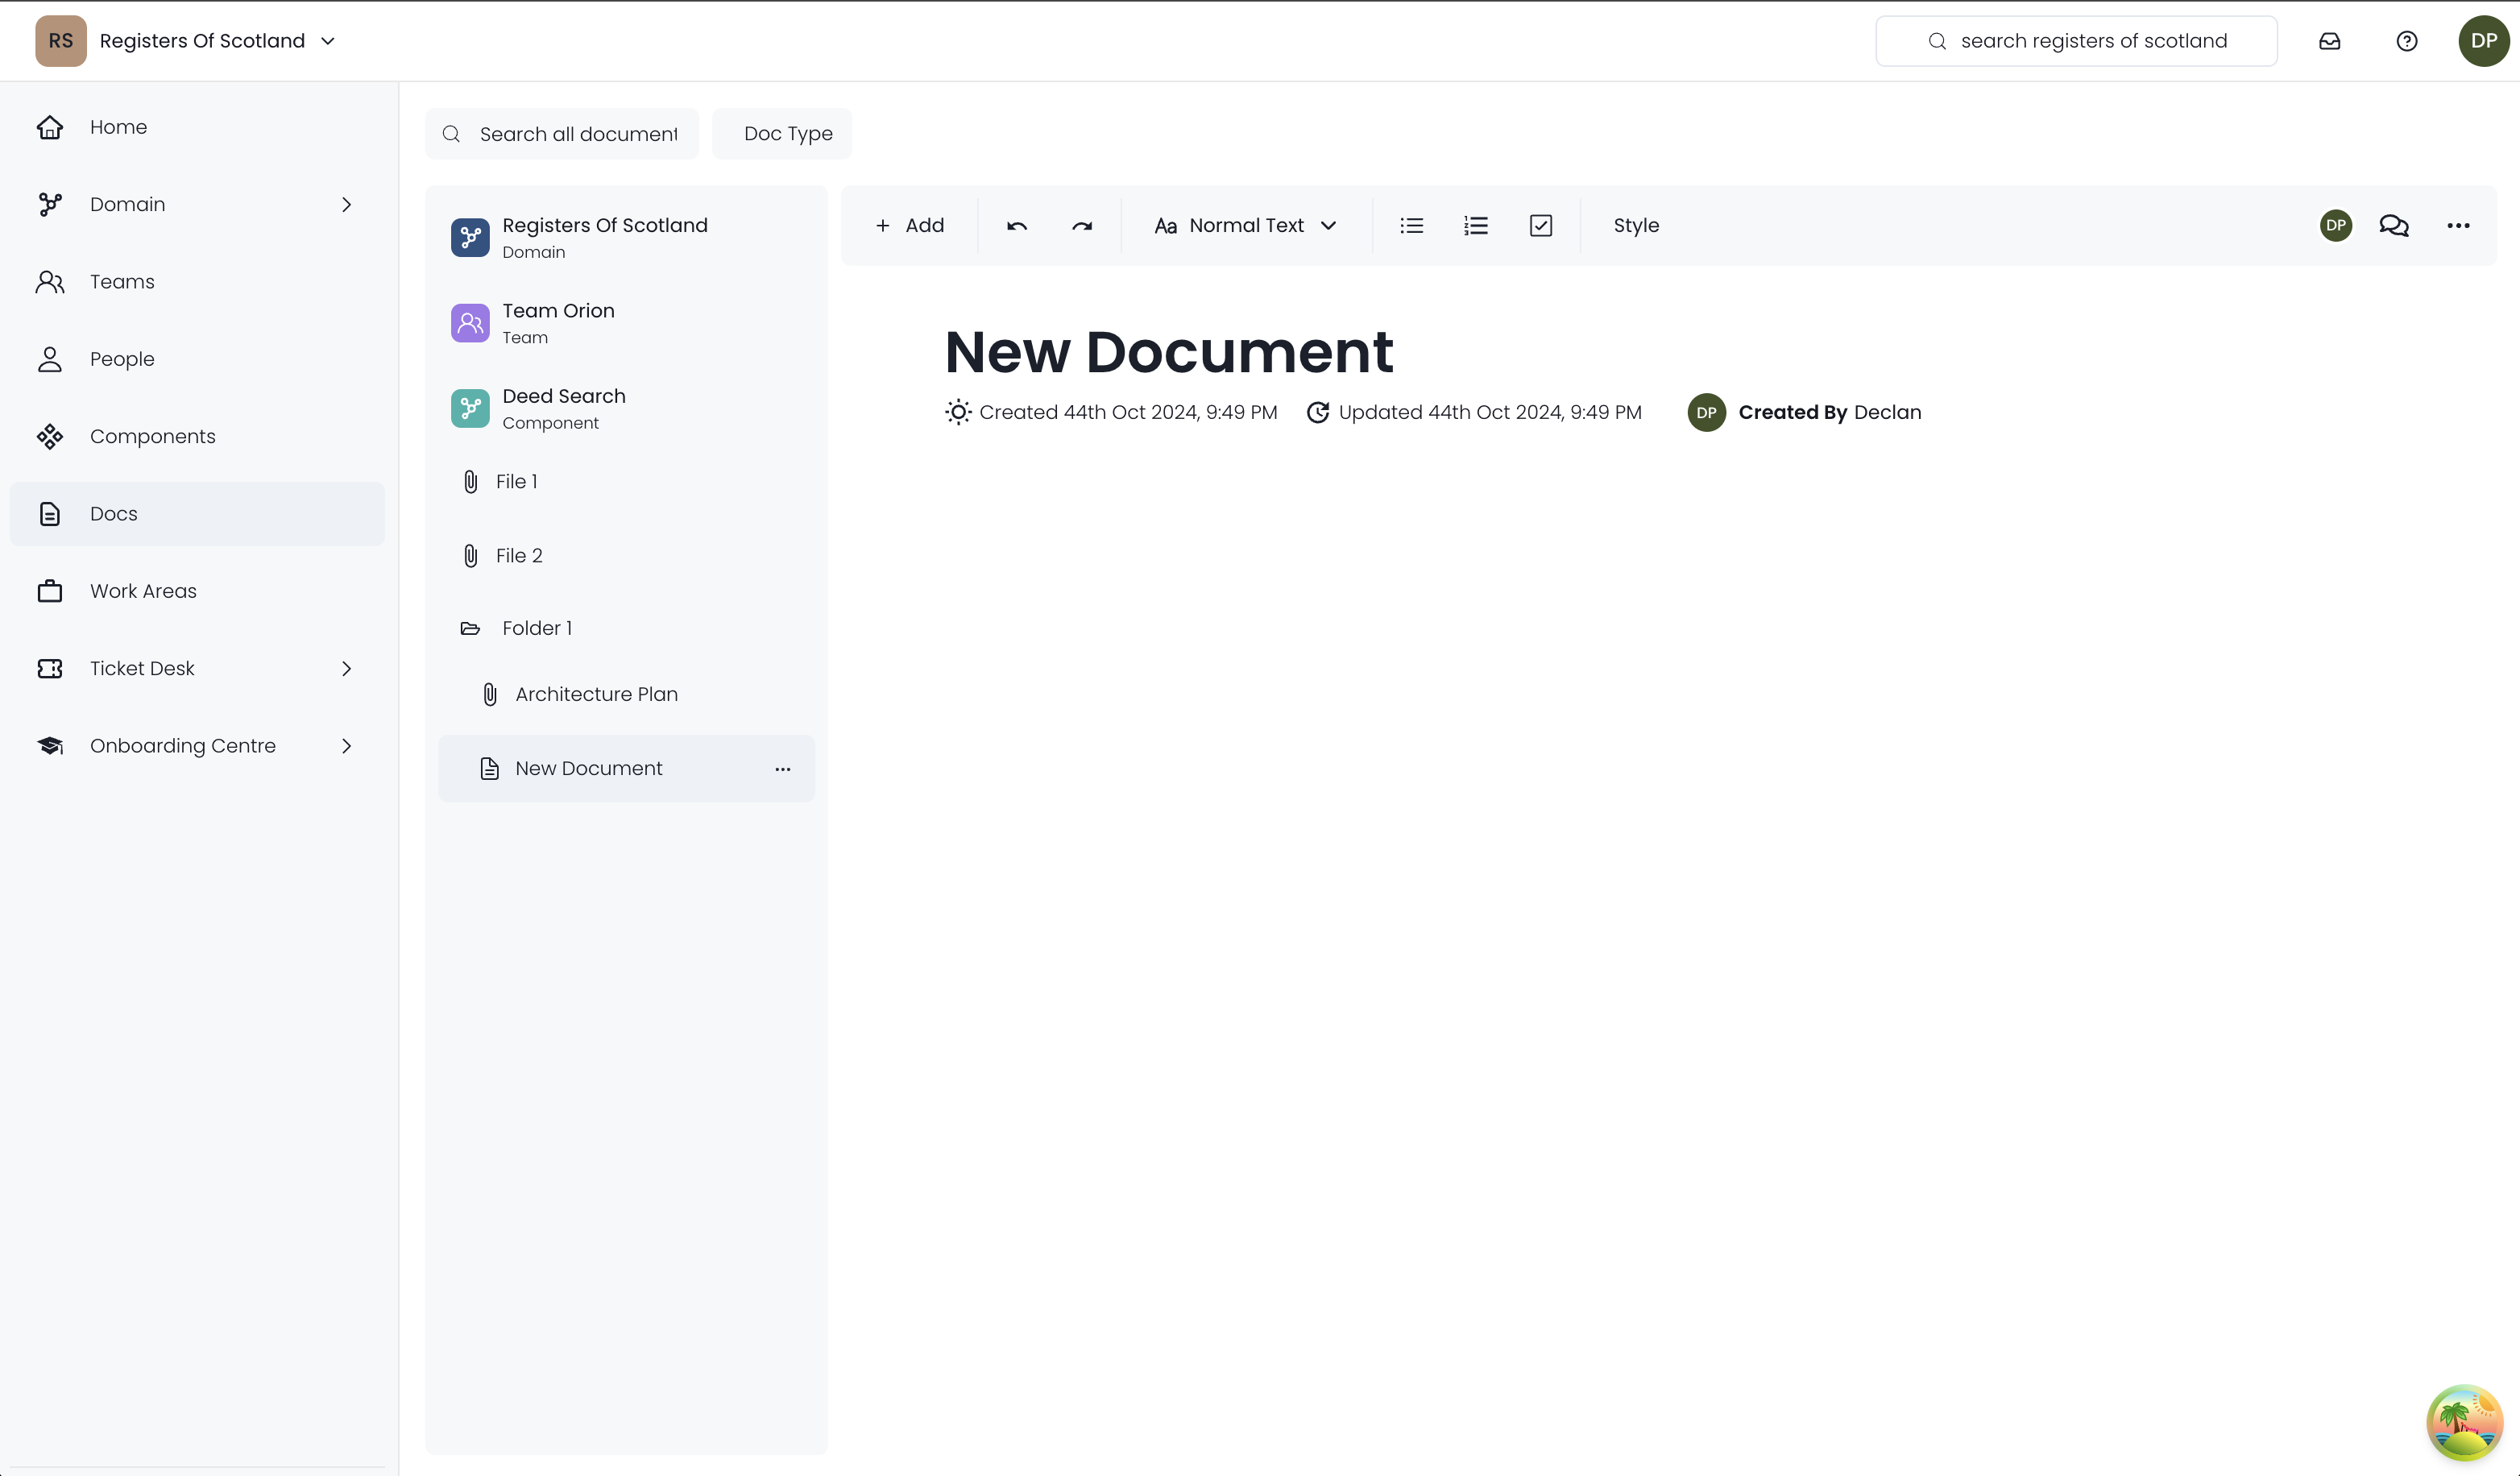 RS Registers Of Scotland
search registers of scotland
DP
Home
Domain
Teams
People
Components
Docs
Work Areas
Ticket Desk
Onboarding Centre
Search all document
Doc Type
Registers Of Scotland
Domain
Team Orion
Team
Deed Search
Component
File 1
File 2
Folder 1
Architecture Plan
New Document
+ Add
Aa Normal Text
Style
DP
New Document
Created 44th Oct 2024, 9:49 PM
Updated 44th Oct 2024, 9:49 PM
DP Created By Declan